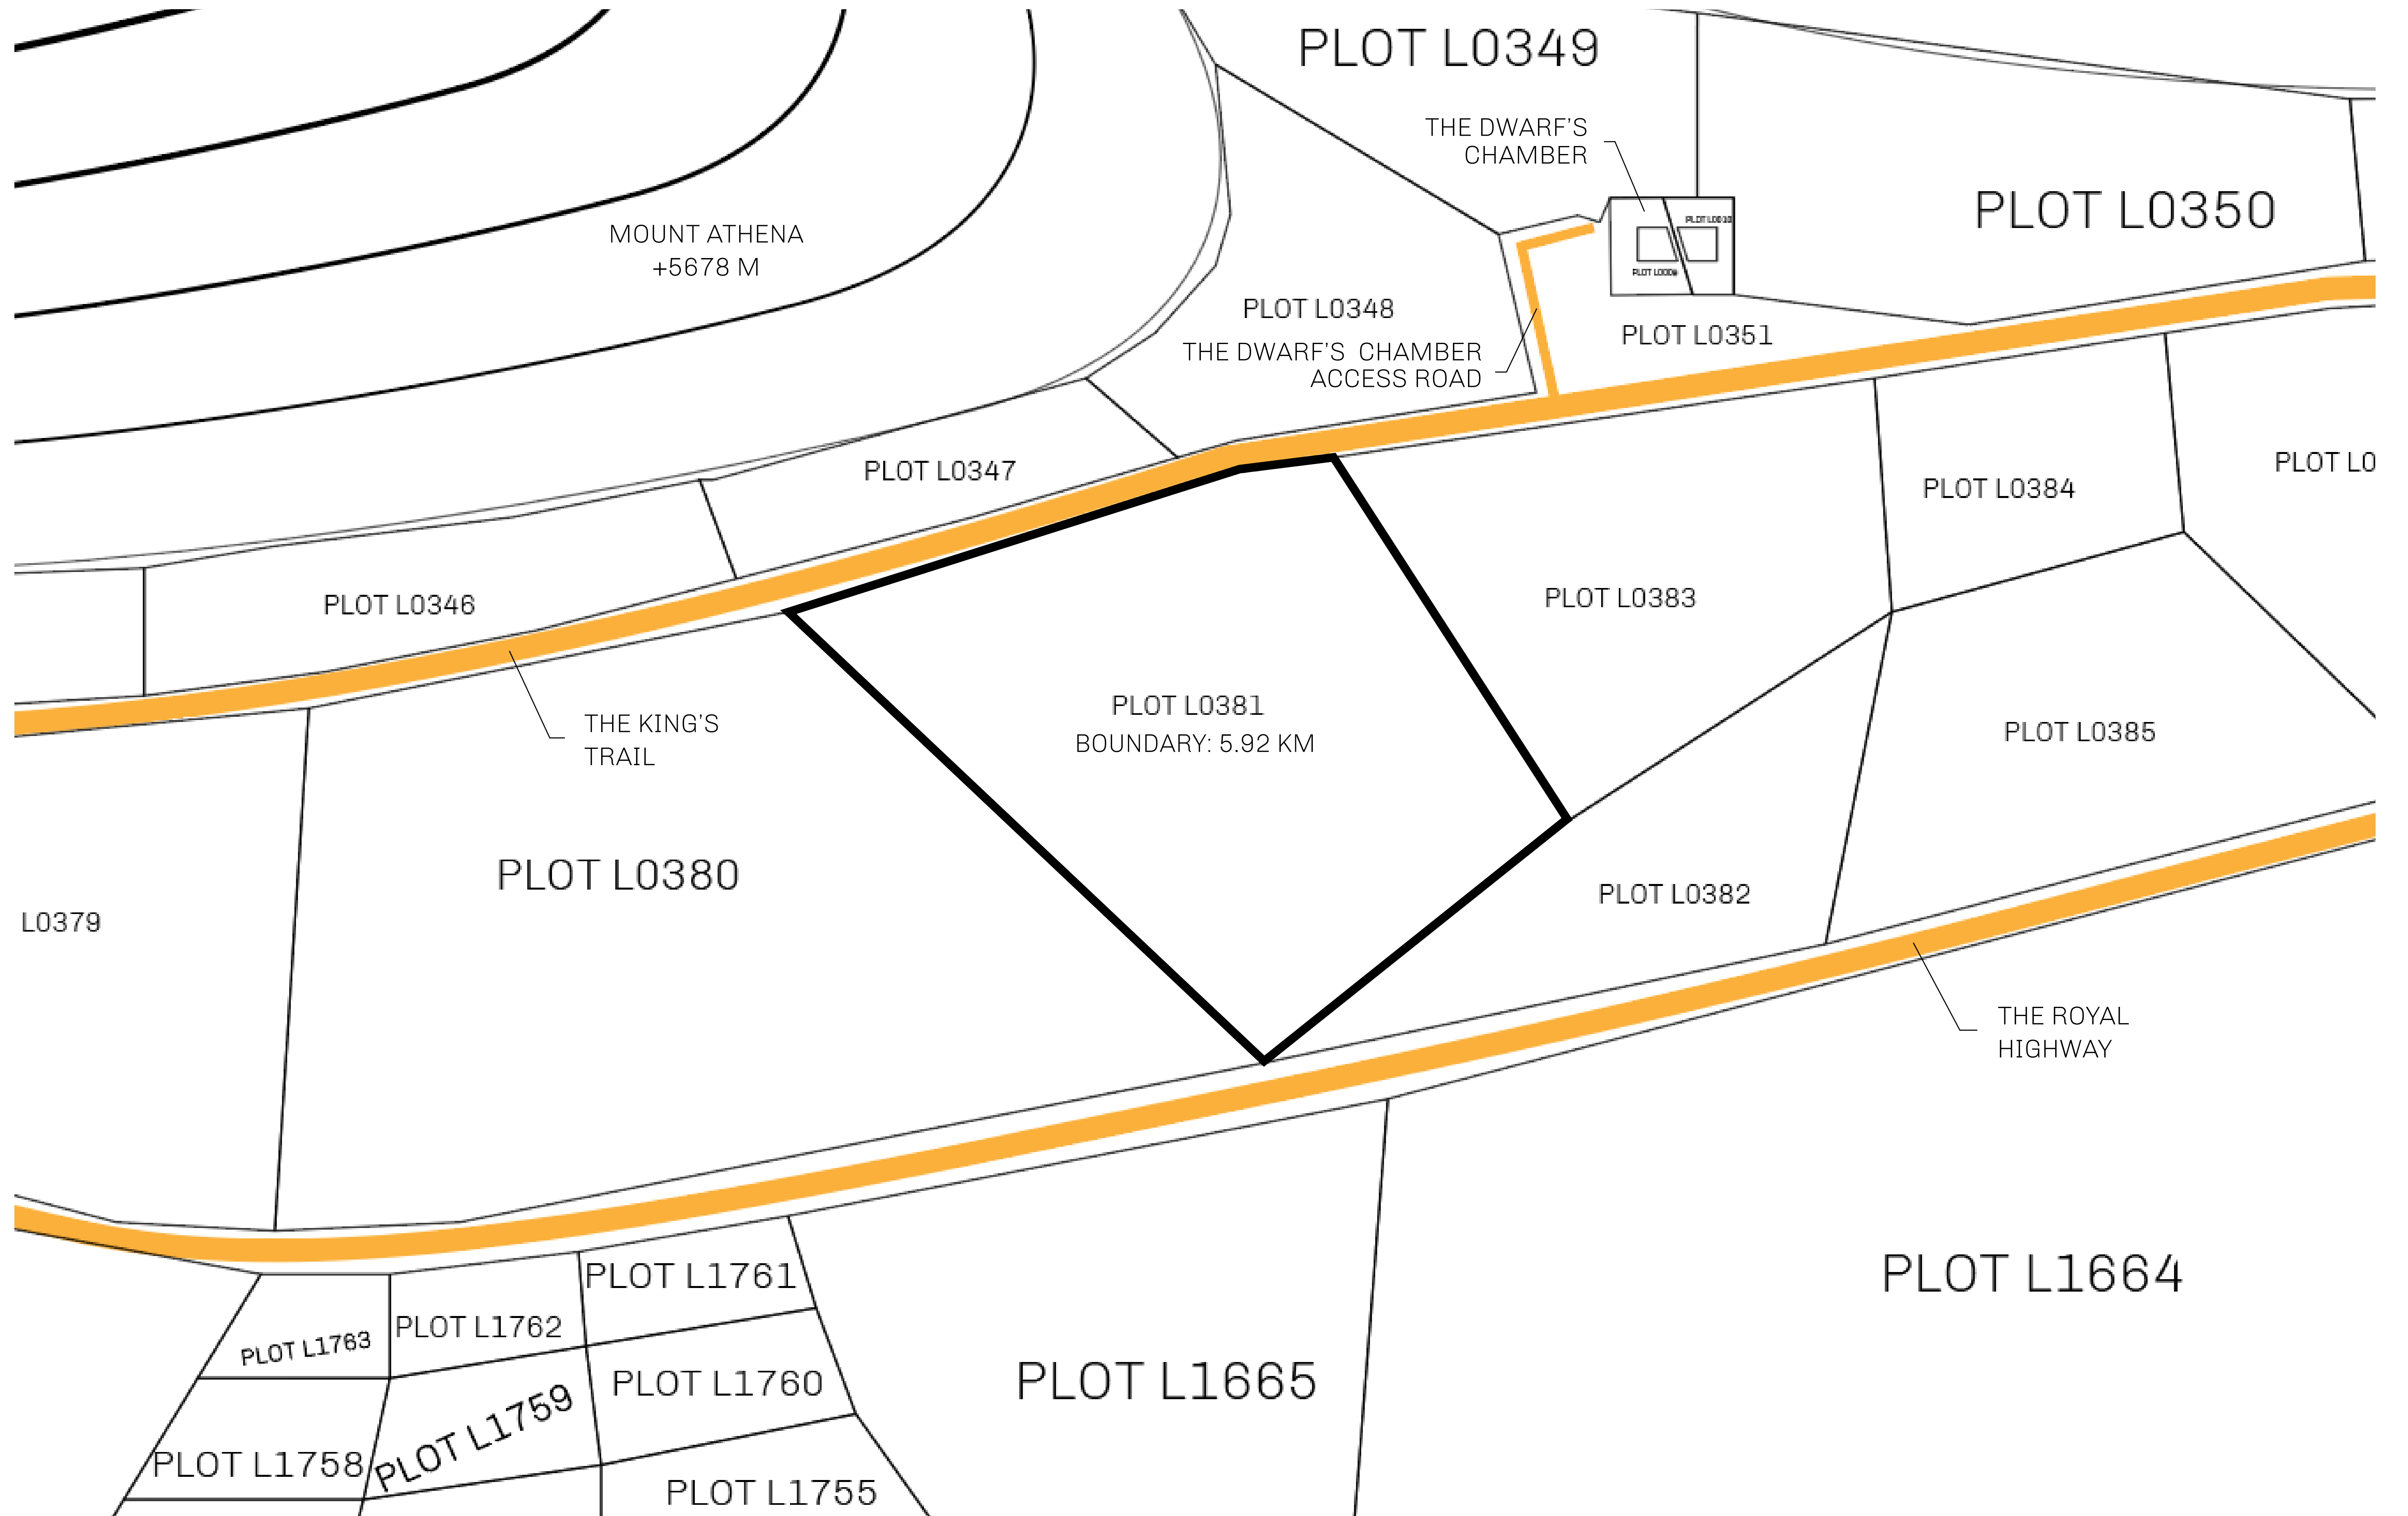 PLOT L0349
THE DWARF'S
CHAMBER
PLOT L0350
MOUNT ATHENA
+5678 M
PLOT L0348
THE DWARF'S CHAMBER
ACCESS ROAD
PLOT L0351
PLOT L0347
PLOT L0384
PLOT L0
PLOT L0346
PLOT L0383
THE KING'S
TRAIL
PLOT L0381
BOUNDARY: 5.92 KM
PLOT L0385
PLOT L0380
PLOT L0382
L0379
THE ROYAL
HIGHWAY
PLOT L1761
PLOT L1762
PLOT L1763
PLOT L1664
PLOT L1665
PLOT L1760
PLOT L1759
PLOT L1758
PLOT L1755